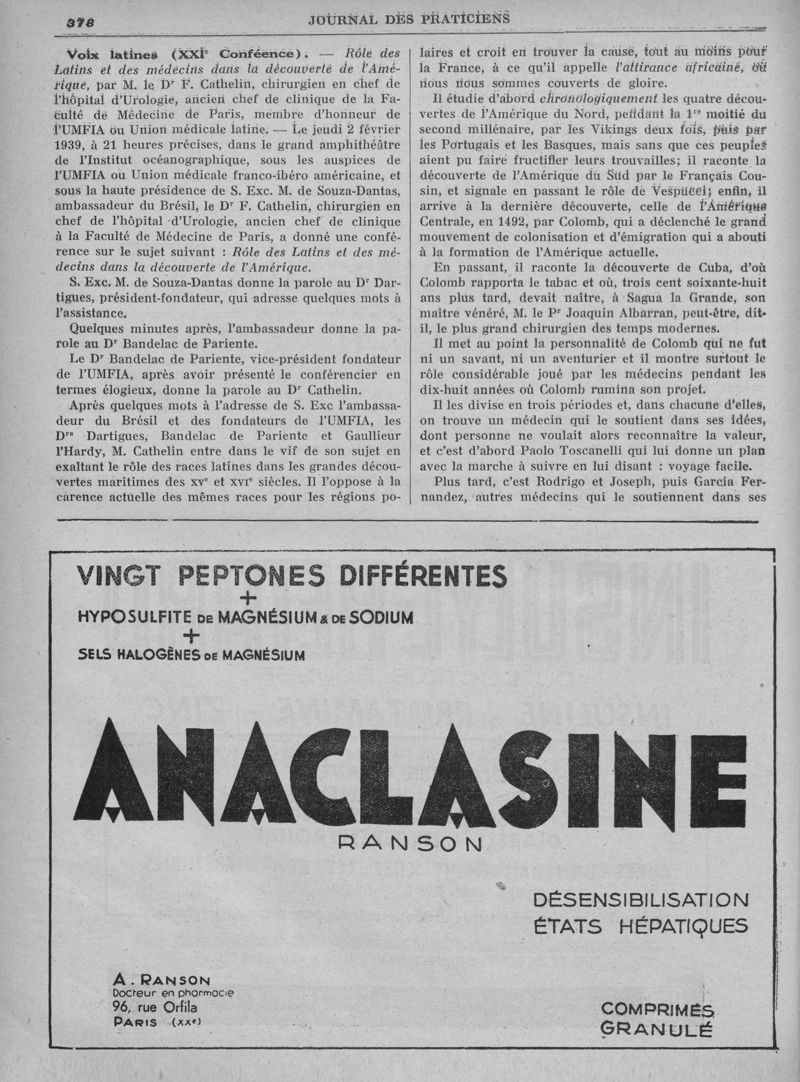 378
JOURNAL DES PRATICIENS
Voix latines (XXIe Conféence). — Rôle des
Latins et des médecins dans la découverte de l'Amé-
rique, par M. le Dr F. Cathelin, chirurgien en chef de
l'hôpital d'Urologie, ancien chef de clinique de la Fa-
culté de Médecine de Paris, membre d'honneur de
l'UMFIA ou Union médicale latine. — Le jeudi 2 février
1939, à 21 heures précises, dans le grand amphithéâtre
de l'Institut océanographique, sous les auspices de
l'UMFIA ou Union médicale franco-ibéro américaine, et
sous la haute présidence de S. Exc. M. de Souza-Dantas,
ambassadeur du Brésil, le Dr F. Cathelin, chirurgien en
chef de l'hôpital d'Urologie, ancien chef de clinique
à la Faculté de Médecine de Paris, a donné une confé-
rence sur le sujet suivant : Rôle des Latins et des mé-
decins dans la découverte de l'Amérique.
S. Exc. M. de Souza-Dantas donne la parole au Dr Dar-
tigues, président-fondateur, qui adresse quelques mots à
l'assistance.
Quelques minutes après, l'ambassadeur donne la pa-
role au Dr Bandelac de Pariente.
Le Dr Bandelac de Pariente, vice-président fondateur
de l'UMFIA, après avoir présenté le conférencier en
termes élogieux, donne la parole au Dr Cathelin.
Après quelques mots à l'adresse de S. Exc l'ambassa-
deur du Brésil et des fondateurs de l'UMFIA, les
Drs Dartigues, Bandelac de Pariente et Gaullieur
l'Hardy, M. Cathelin entre dans le vif de son sujet en
exaltant le rôle des races latines dans les grandes décou-
vertes maritimes des XVe et XVIe siècles. Il l'oppose à la
carence actuelle des mêmes races pour les régions po-
laires et croit en trouver la cause, tout au moins pour
la France, à ce qu'il appelle l'attirance africaine, où
nous nous sommes couverts de gloire.
Il étudie d'abord chronologiquement les quatre décou-
vertes de l'Amérique du Nord, pendant la 1re moitié du
second millénaire, par les Vikings deux fois, puis par
les Portugais et les Basques, mais sans que ces peuples
aient pu faire fructifier leurs trouvailles; il raconte la
découverte de l'Amérique du Sud par le Français Cou-
sin, et signale en passant le rôle de Vespucci; enfin, il
arrive à la dernière découverte, celle de l'Amérique
Centrale, en 1492, par Colomb, qui a déclenché le grand
mouvement de colonisation et d'émigration qui a abouti
à la formation de l'Amérique actuelle.
En passant, il raconte la découverte de Cuba, d'où
Colomb rapporta le tabac et où, trois cent soixante-huit
ans plus tard, devait naître, à Sagua la Grande, son
maître vénéré, M. le Pr Joaquin Albarran, peut-être, dit-
il, le plus grand chirurgien des temps modernes.
Il met au point la personnalité de Colomb qui ne fut
ni un savant, ni un aventurier et il montre surtout le
rôle considérable joué par les médecins pendant les
dix-huit années où Colomb rumina son projet.
Il les divise en trois périodes et, dans chacune d'elles,
on trouve un médecin qui le soutient dans ses idées,
dont personne ne voulait alors reconnaître la valeur,
et c'est d'abord Paolo Toscanelli qui lui donne un plan
avec la marche à suivre en lui disant : voyage facile.
Plus tard, c'est Rodrigo et Joseph, puis Garcia Fer-
nandez, autres médecins qui le soutiennent dans ses
VINGT PEPTONES DIFFÉRENTES
+
HYPOSULFITE DE MAGNÉSIUM & DE SODIUM
+
SELS HALOGÈNES DE MAGNÉSIUM
ANACLASINE
RANSON
DÉSENSIBILISATION
ÉTATS HÉPATIQUES
A. RANSON
Docteur en pharmacie
96, rue Orfila
PARIS (XXe)
COMPRIMÉS
GRANULÉ